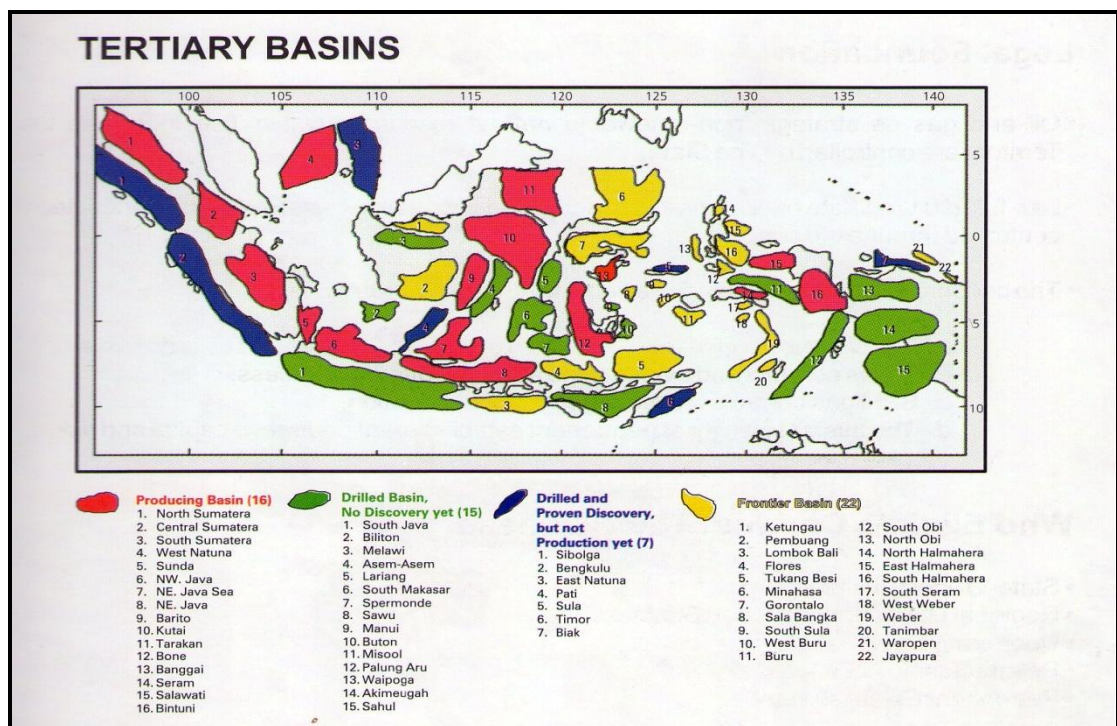 TERTIARY BASINS
100 105 110 115 120 125 130 135 140
5
0
5
10
Producing Basin (16)
1. North Sumatera
2. Central Sumatera
3. South Sumatera
4. West Natuna
5. Sunda
6. NW. Java
7. NE. Java Sea
8. NE. Java
9. Barito
10. Kutai
11. Tarakan
12. Bone
13. Banggai
14. Seram
15. Salawati
16. Bintuni
Drilled Basin,
No Discovery yet (15)
1. South Java
2. Biliton
3. Melawi
4. Asem-Asem
5. Lariang
6. South Makasar
7. Spermonde
8. Sawu
9. Manui
10. Buton
11. Misool
12. Palung Aru
13. Waipoga
14. Akimeugah
15. Sahul
Drilled and
Proven Discovery,
but not
Production yet (7)
1. Sibolga
2. Bengkulu
3. East Natuna
4. Pati
5. Sula
6. Timor
7. Biak
Frontier Basin (22)
1. Ketungau
2. Pembuang
3. Lombok Bali
4. Flores
5. Tukang Besi
6. Minahasa
7. Gorontalo
8. Sala Bangka
9. South Sula
10. West Buru
11. Buru
12. South Obi
13. North Obi
14. North Halmahera
15. East Halmahera
16. South Halmahera
17. South Seram
18. West Weber
19. Weber
20. Tanimbar
21. Waropen
22. Jayapura